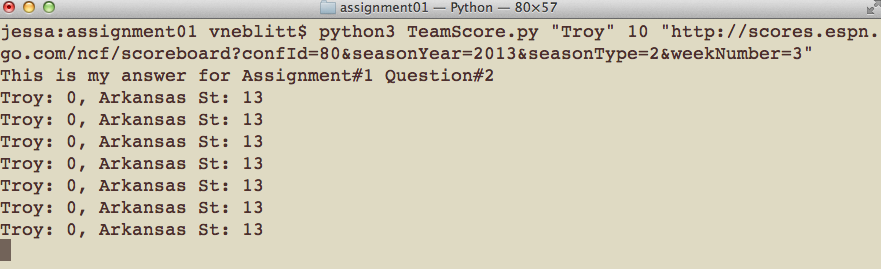 assignment01 — Python — 80×57
jessa:assignment01 vneblitt$ python3 TeamScore.py "Troy" 10 "http://scores.espn.
go.com/ncf/scoreboard?confId=80&seasonYear=2013&seasonType=2&weekNumber=3"
This is my answer for Assignment#1 Question#2
Troy: 0, Arkansas St: 13
Troy: 0, Arkansas St: 13
Troy: 0, Arkansas St: 13
Troy: 0, Arkansas St: 13
Troy: 0, Arkansas St: 13
Troy: 0, Arkansas St: 13
Troy: 0, Arkansas St: 13